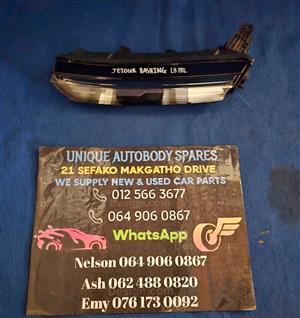 JETOUR DASHING LH DRL
UNIQUE AUTOBODY SPARES
21 SEFAKO MAKGATHO DRIVE
WE SUPPLY NEW & USED CAR PARTS
012 566 3677
064 906 0867
WhatsApp
Nelson 064 906 0867
Ash 062 488 0820
Emy 076 173 0092